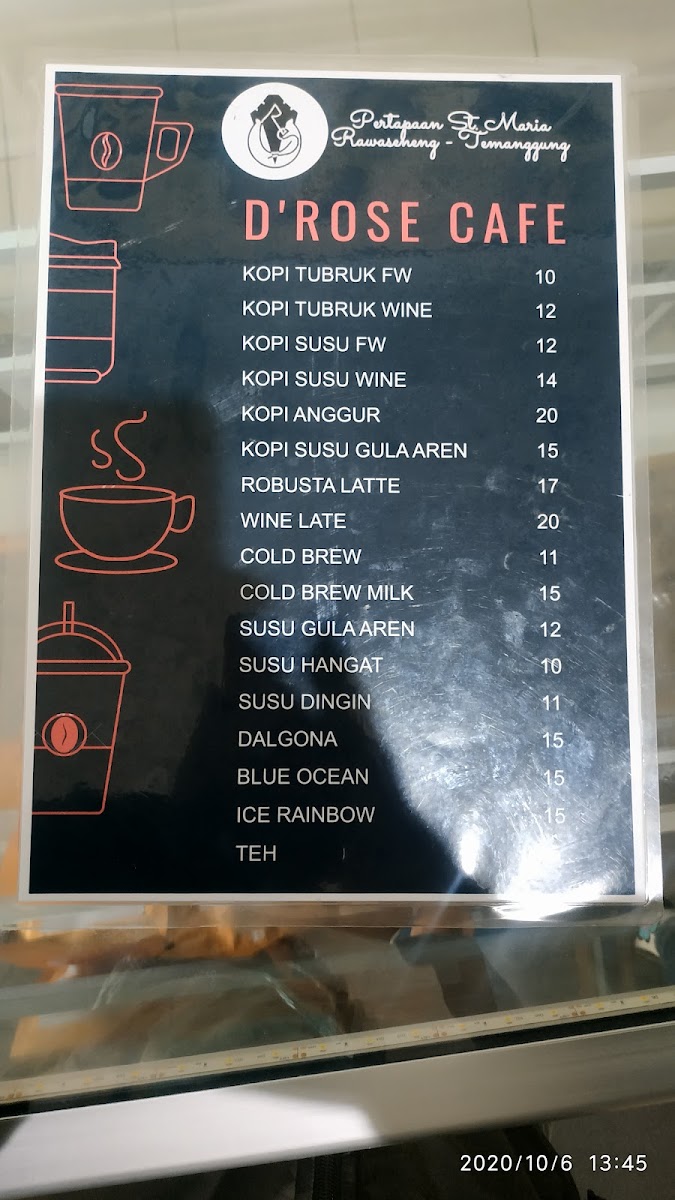 Pertapaan St. Maria
Rawaseneng - Temanggung
D'ROSE CAFE
KOPI TUBRUK FW 10
KOPI TUBRUK WINE 12
KOPI SUSU FW 12
KOPI SUSU WINE 14
KOPI ANGGUR 20
KOPI SUSU GULA AREN 15
ROBUSTA LATTE 17
WINE LATE 20
COLD BREW 11
COLD BREW MILK 15
SUSU GULA AREN 12
SUSU HANGAT 10
SUSU DINGIN 11
DALGONA 15
BLUE OCEAN 15
ICE RAINBOW 15
TEH
2020/10/6 13:45